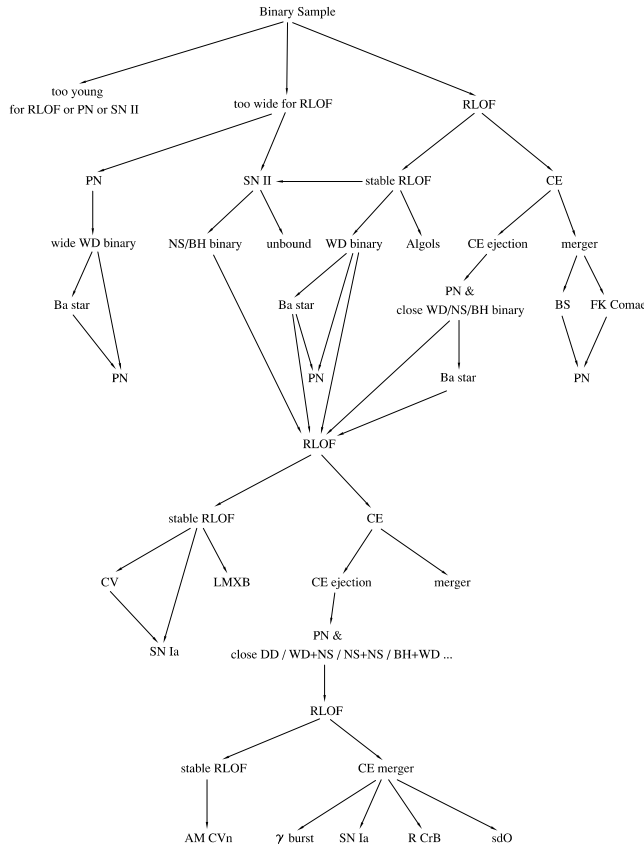 Binary Sample
too young
for RLOF or PN or SN II
too wide for RLOF
RLOF
PN
SN II
stable RLOF
CE
wide WD binary
NS/BH binary
unbound
WD binary
Algols
CE ejection
merger
Ba star
Ba star
PN &
close WD/NS/BH binary
BS
FK Comae
PN
PN
Ba star
PN
RLOF
stable RLOF
CE
CV
LMXB
CE ejection
merger
SN Ia
PN &
close DD / WD+NS / NS+NS / BH+WD ...
RLOF
stable RLOF
CE merger
AM CVn
γ burst
SN Ia
R CrB
sdO